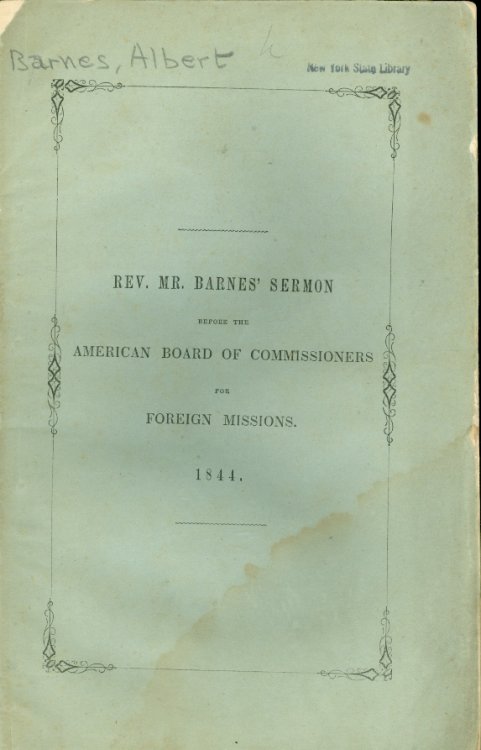 Barnes, Albert
New York State Library
REV. MR. BARNES' SERMON
BEFORE THE
AMERICAN BOARD OF COMMISSIONERS
FOR
FOREIGN MISSIONS.
1844.